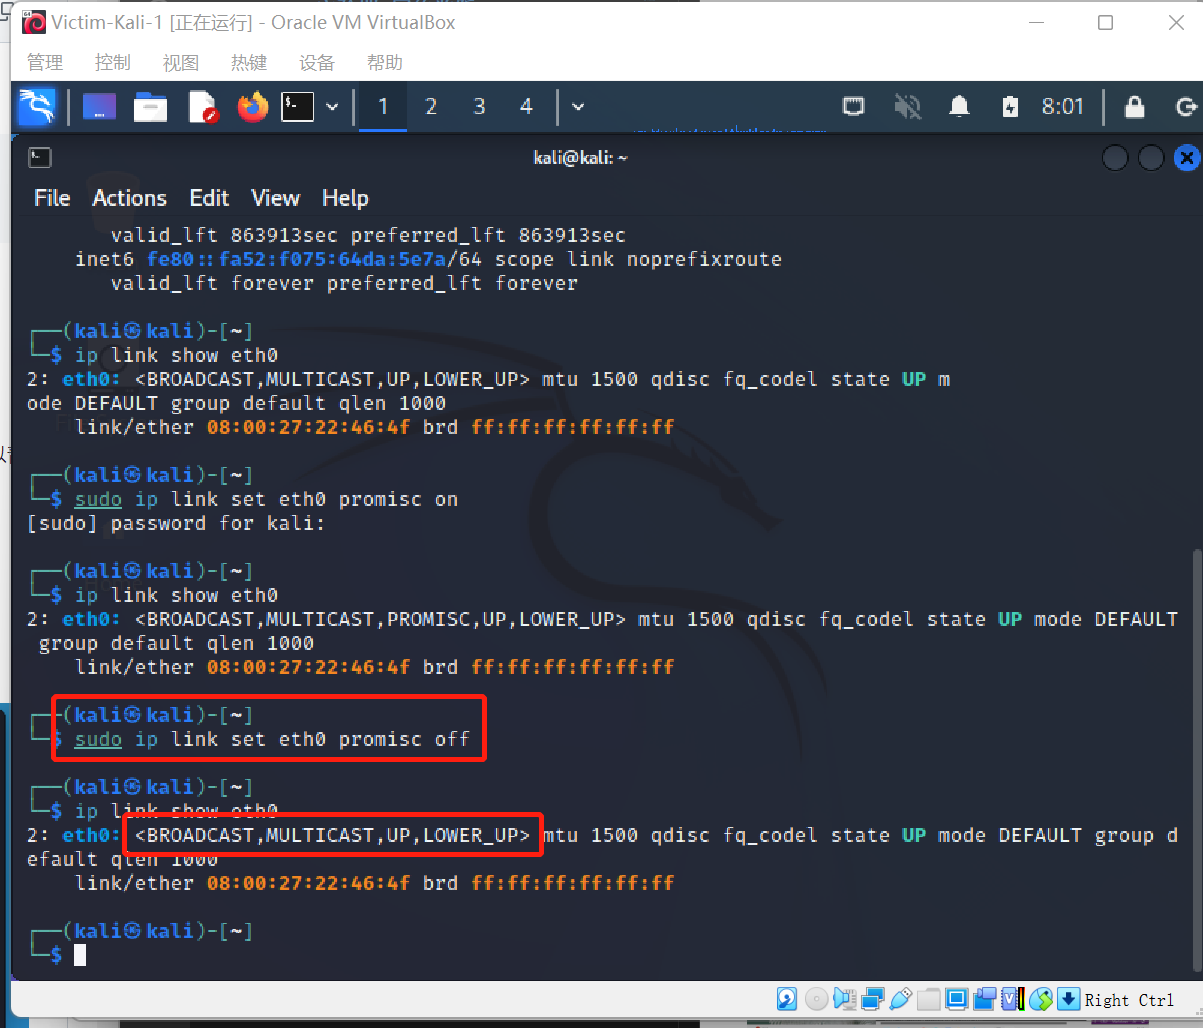 Victim-Kali-1 [正在运行] - Oracle VM VirtualBox
管理 控制 视图 热键 设备 帮助
1 2 3 4 8:01
kali@kali: ~
File Actions Edit View Help
valid_lft 863913sec preferred_lft 863913sec
inet6 fe80::fa52:f075:64da:5e7a/64 scope link noprefixroute
valid_lft forever preferred_lft forever
┌──(kali㉿kali)-[~]
└─$ ip link show eth0
2: eth0: <BROADCAST,MULTICAST,UP,LOWER_UP> mtu 1500 qdisc fq_codel state UP m
ode DEFAULT group default qlen 1000
link/ether 08:00:27:22:46:4f brd ff:ff:ff:ff:ff:ff
┌──(kali㉿kali)-[~]
└─$ sudo ip link set eth0 promisc on
[sudo] password for kali:
┌──(kali㉿kali)-[~]
└─$ ip link show eth0
2: eth0: <BROADCAST,MULTICAST,PROMISC,UP,LOWER_UP> mtu 1500 qdisc fq_codel state UP mode DEFAULT
group default qlen 1000
link/ether 08:00:27:22:46:4f brd ff:ff:ff:ff:ff:ff
┌──(kali㉿kali)-[~]
└─$ sudo ip link set eth0 promisc off
┌──(kali㉿kali)-[~]
└─$ ip link show eth0
2: eth0: <BROADCAST,MULTICAST,UP,LOWER_UP> mtu 1500 qdisc fq_codel state UP mode DEFAULT group d
efault qlen 1000
link/ether 08:00:27:22:46:4f brd ff:ff:ff:ff:ff:ff
┌──(kali㉿kali)-[~]
└─$
Right Ctrl